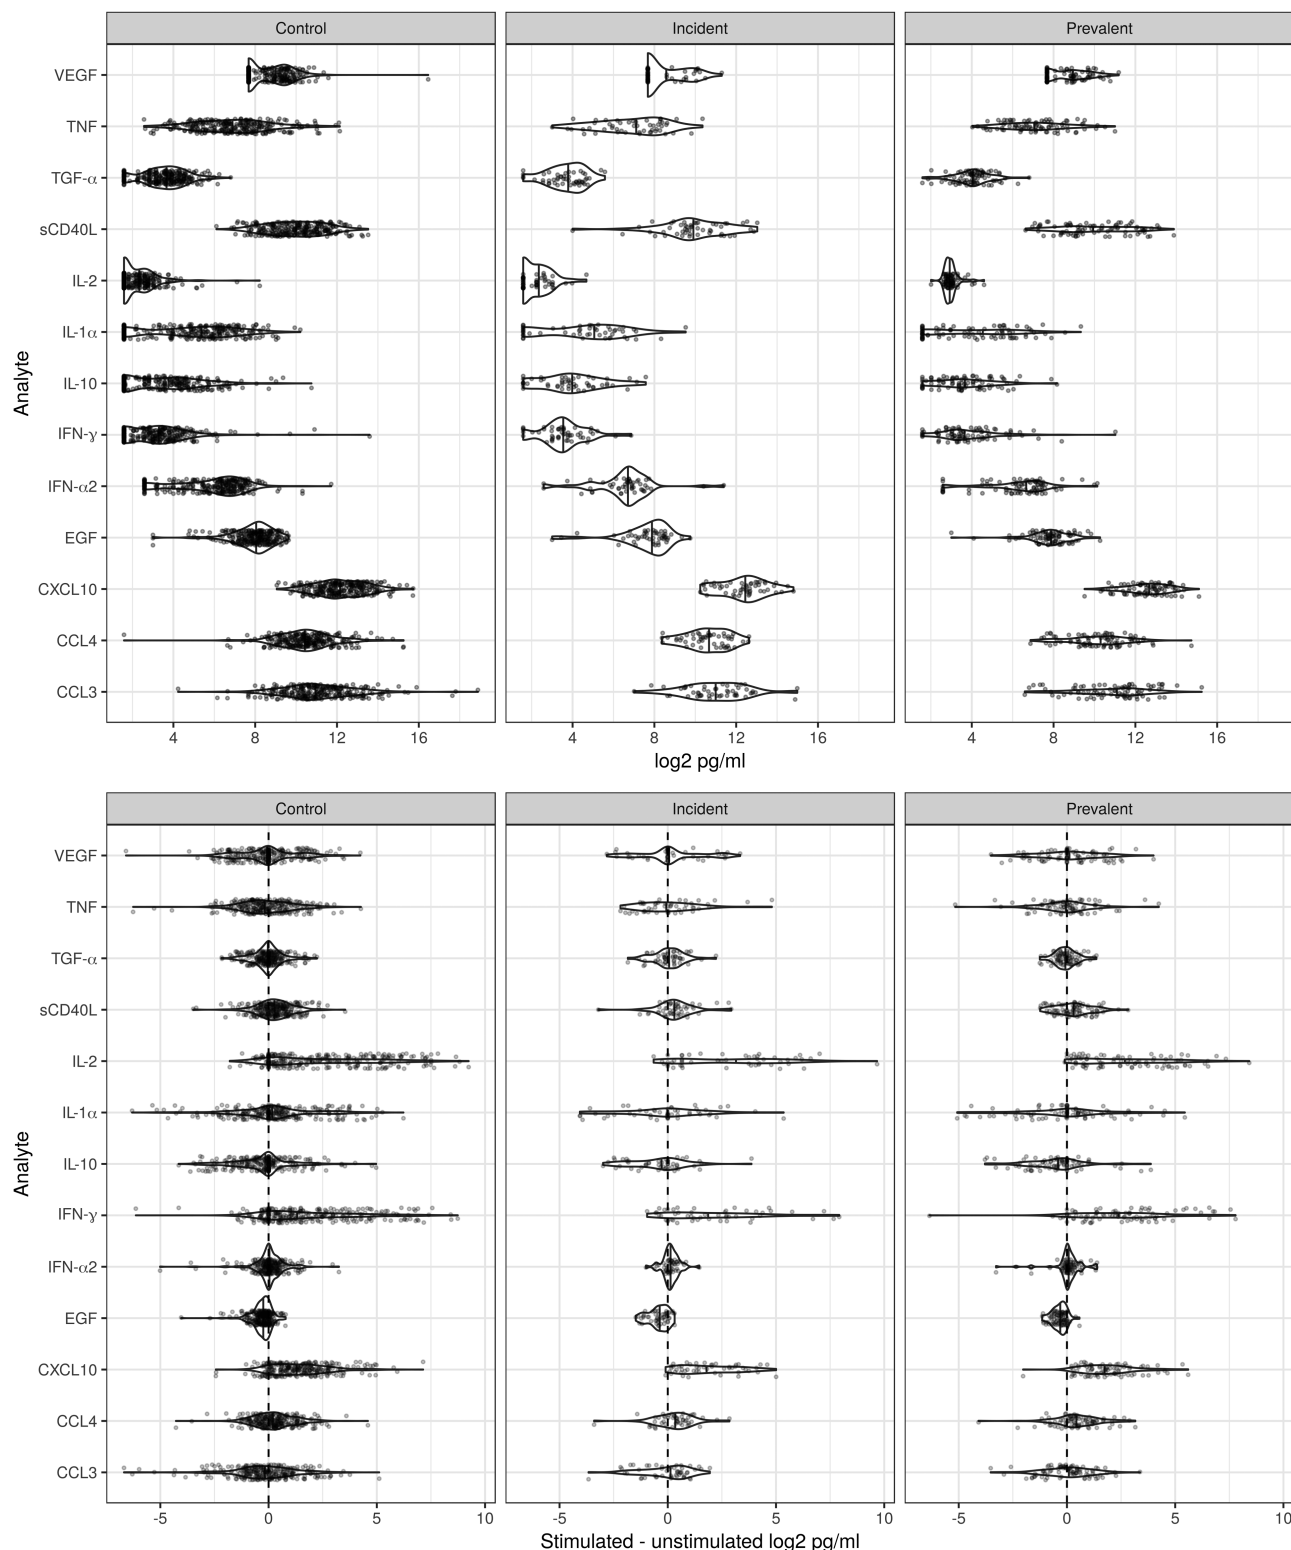 Control Incident Prevalent
VEGF
TNF
TGF-α
sCD40L
IL-2
IL-1α
IL-10
IFN-γ
IFN-α2
EGF
CXCL10
CCL4
CCL3
Analyte
4 8 12 16 4 8 12 16 4 8 12 16
log2 pg/ml
Control Incident Prevalent
VEGF
TNF
TGF-α
sCD40L
IL-2
IL-1α
IL-10
IFN-γ
IFN-α2
EGF
CXCL10
CCL4
CCL3
Analyte
-5 0 5 10 -5 0 5 10 -5 0 5 10
Stimulated - unstimulated log2 pg/ml